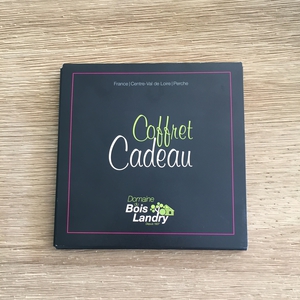 France | Centre-Val de Loire | Perche
Coffret
Cadeau
Domaine
Bois
Landry